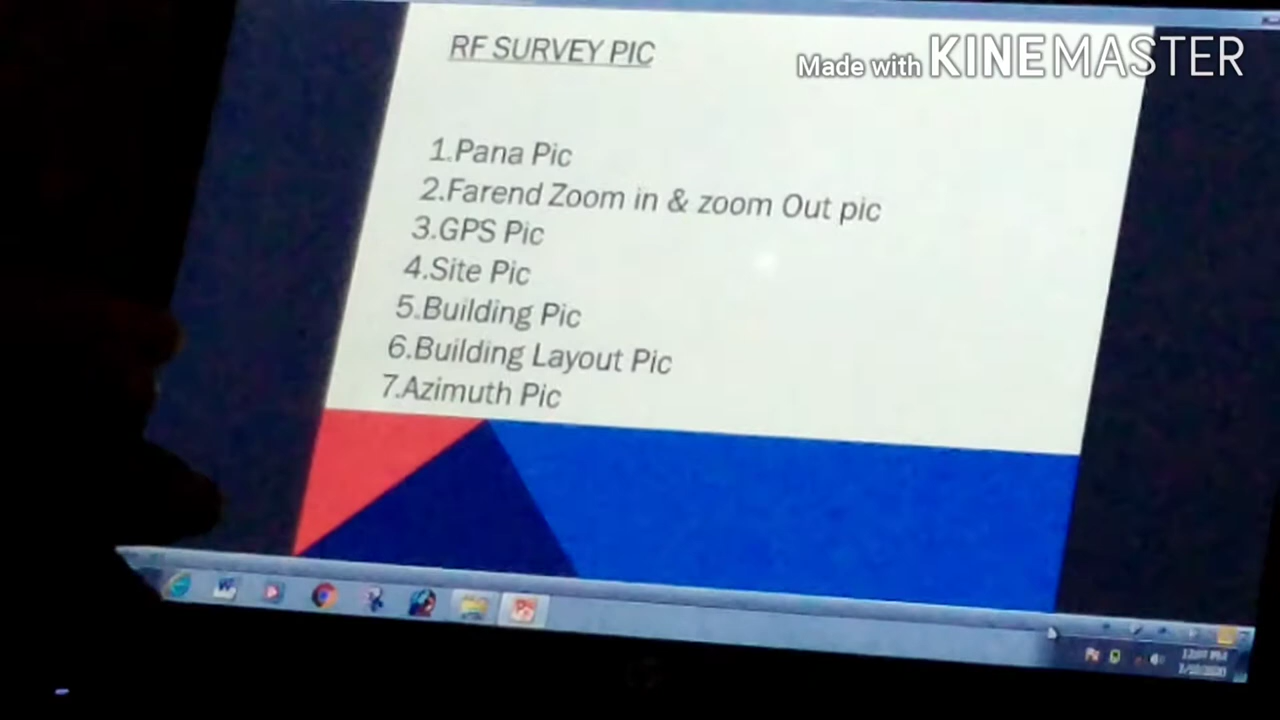 RF SURVEY PIC
Made with KINEMASTER
1.Pana Pic
2.Farend Zoom in & zoom Out pic
3.GPS Pic
4.Site Pic
5.Building Pic
6.Building Layout Pic
7.Azimuth Pic